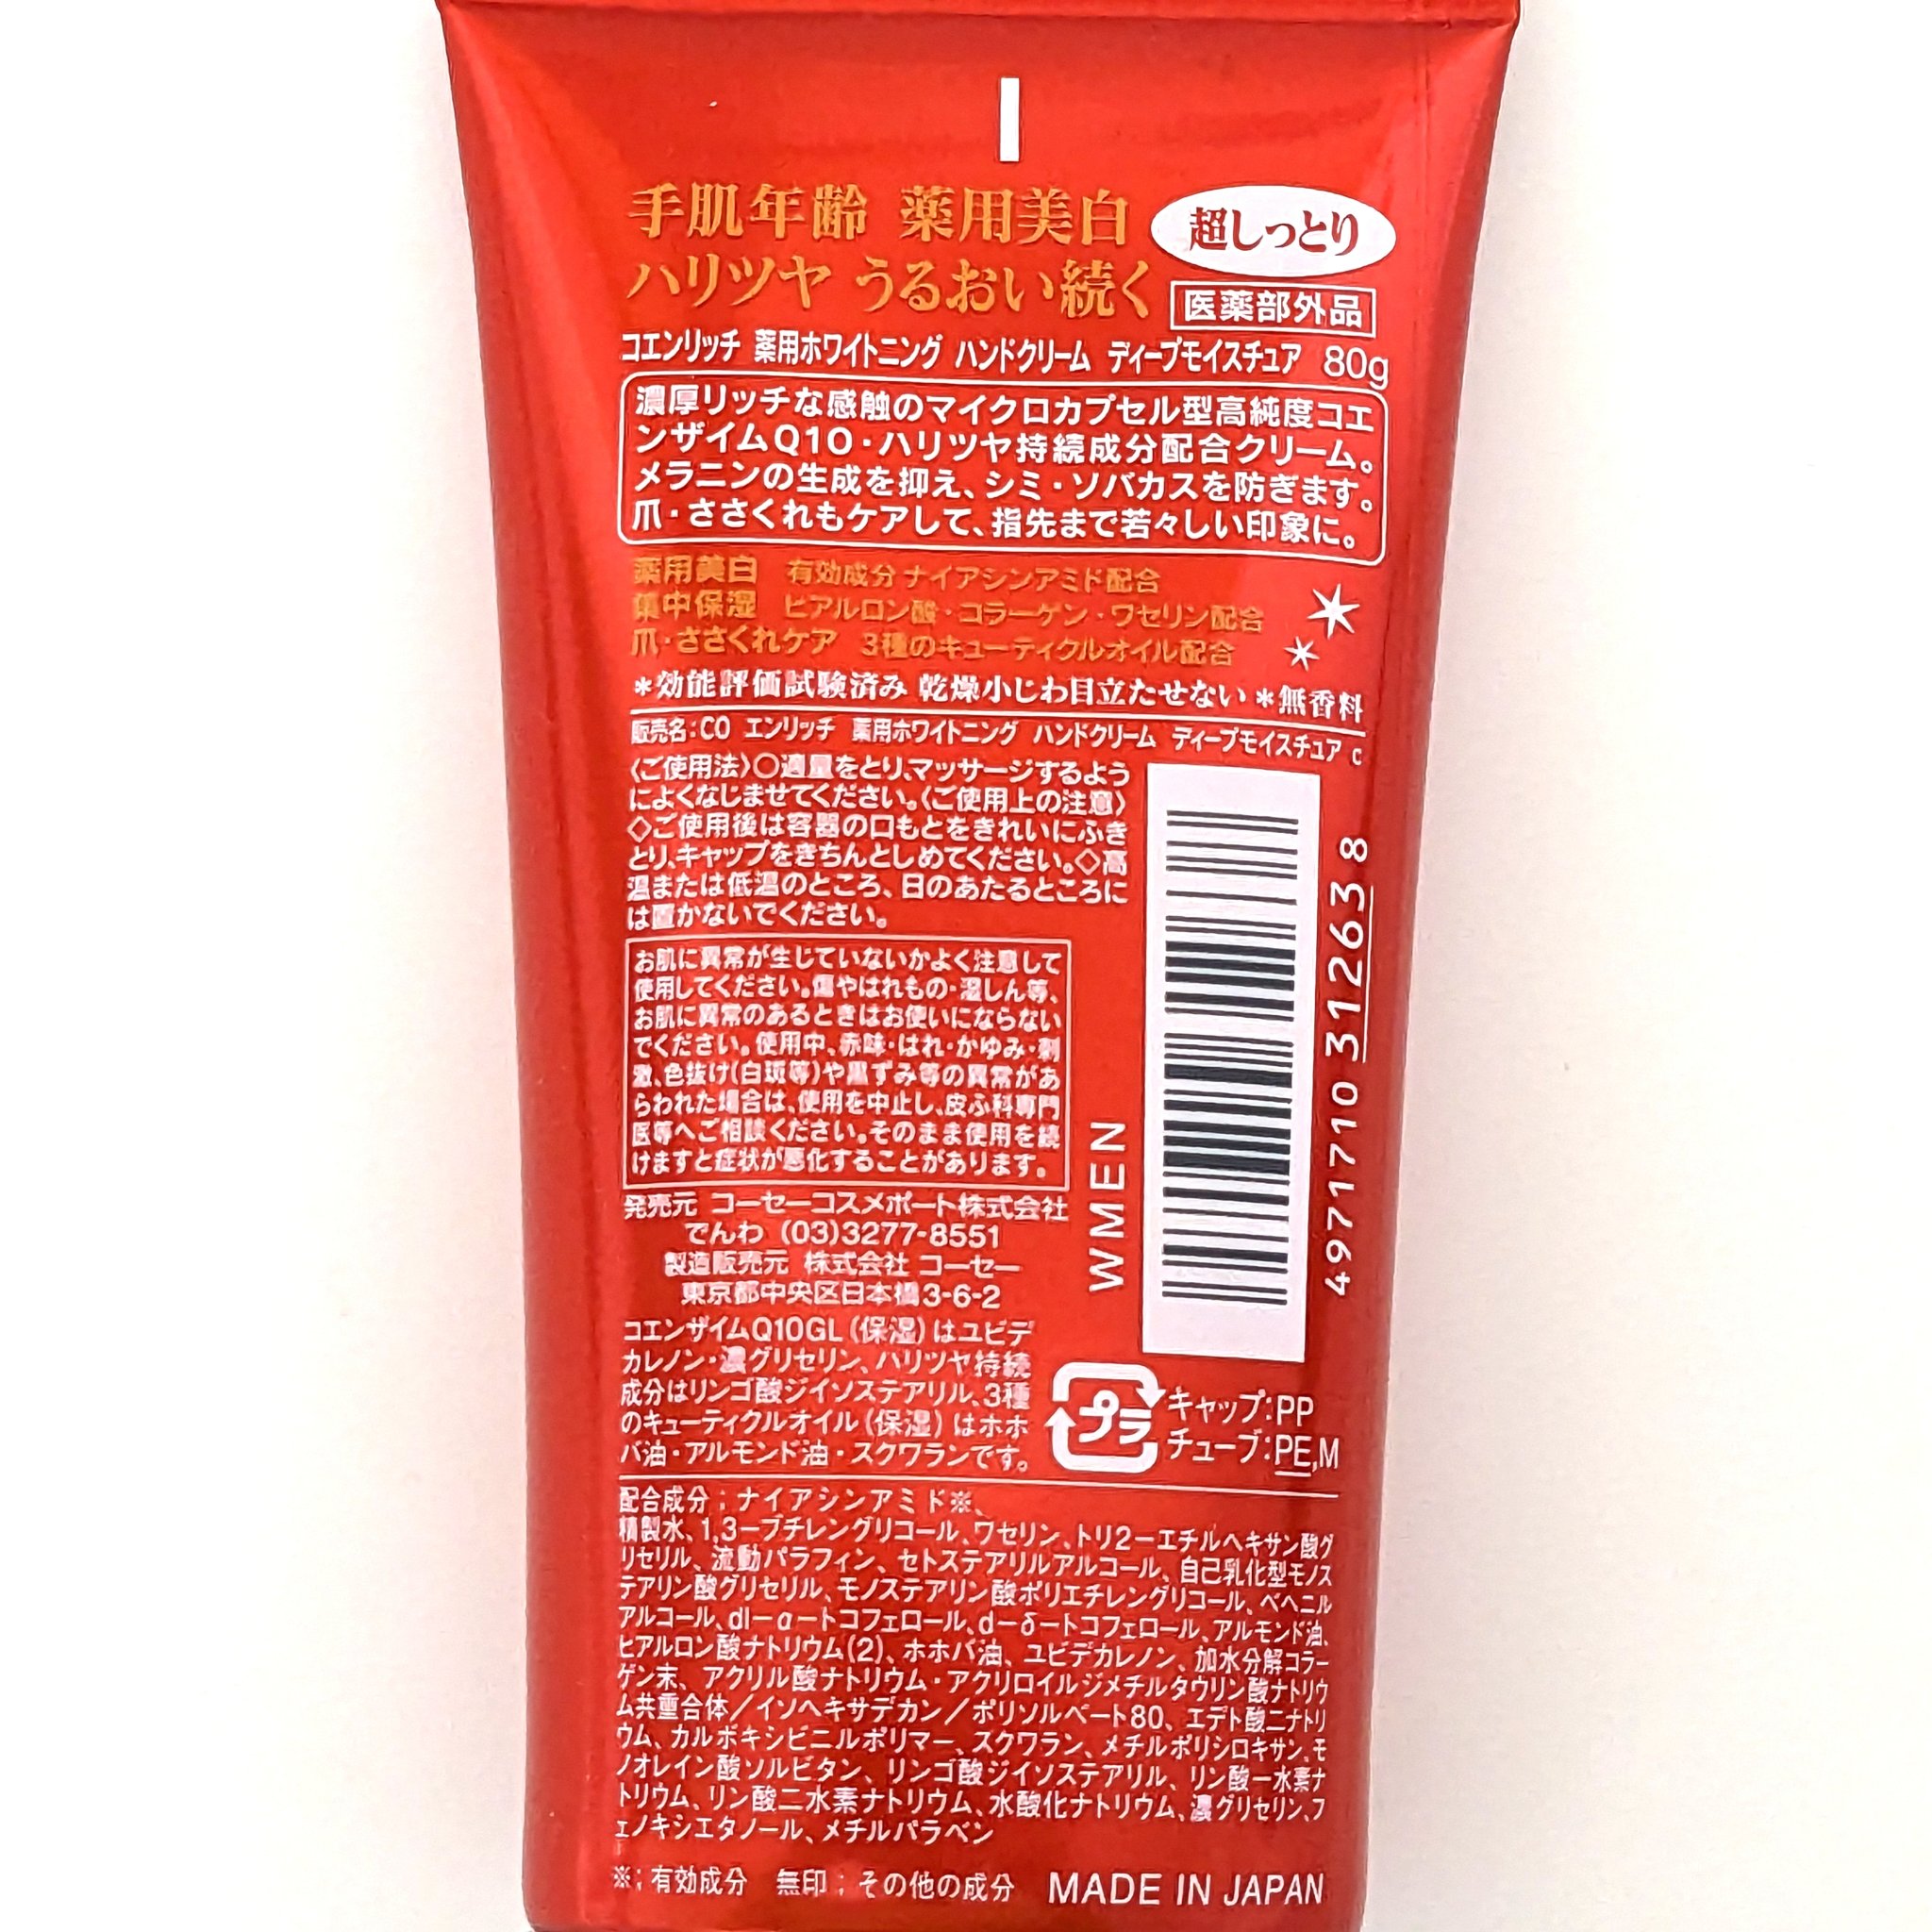 手肌年齢 薬用美白 超しっとり
ハリツヤ うるおい続く 医薬部外品
コエンリッチ 薬用ホワイトニング ハンドクリーム ディープモイスチュア 80g
濃厚リッチな感触のマイクロカプセル型高純度コエ
ンザイムQ10・ハリツヤ持続成分配合クリーム。
メラニンの生成を抑え、シミ・ソバカスを防ぎます。
爪・ささくれもケアして、指先まで若々しい印象に。
薬用美白 有効成分 ナイアシンアミド配合
集中保湿 ヒアルロン酸・コラーゲン・ワセリン配合
爪・ささくれケア 3種のキューティクルオイル配合
*効能評価試験済み 乾燥小じわ目立たせない *無香料
販売名:CO エンリッチ 薬用ホワイトニング ハンドクリーム ディープモイスチュア c
〈ご使用法〉○適量をとり、マッサージするよう
によくなじませてください。〈ご使用上の注意〉
◇ご使用後は容器の口もとをきれいにふき
とり、キャップをきちんとしめてください。◇高
温または低温のところ、日のあたるところに
は置かないでください。
お肌に異常が生じていないかよく注意して
使用してください。傷やはれもの・湿しん等、
お肌に異常のあるときはお使いにならない
でください。使用中、赤味・はれ・かゆみ・刺
激、色抜け(白斑等)や黒ずみ等の異常があ
らわれた場合は、使用を中止し、皮ふ科専門
医等へご相談ください。そのまま使用を続
けますと症状が悪化することがあります。
発売元 コーセーコスメポート株式会社
でんわ (03)3277-8551
製造販売元 株式会社 コーセー
東京都中央区日本橋3-6-2
WMEN
4971710 312638
コエンザイムQ10GL(保湿)はユビデ
カレノン・濃グリセリン、ハリツヤ持続
成分はリンゴ酸ジイソステアリル、3種
のキューティクルオイル(保湿)はホホ
バ油・アルモンド油・スクワランです。
プラ
キャップ:PP
チューブ:PE,M
配合成分:ナイアシンアミド※、
精製水、1,3ーブチレングリコール、ワセリン、トリ2ーエチルヘキサン酸グ
リセリル、流動パラフィン、セトステアリルアルコール、自己乳化型モノス
テアリン酸グリセリル、モノステアリン酸ポリエチレングリコール、ベヘニル
アルコール、dlーαートコフェロール、dーδートコフェロール、アルモンド油、
ヒアルロン酸ナトリウム(2)、ホホバ油、ユビデカレノン、加水分解コラー
ゲン末、アクリル酸ナトリウム・アクリロイルジメチルタウリン酸ナトリウ
ム共重合体/イソヘキサデカン/ポリソルベート80、エデト酸二ナトリ
ウム、カルボキシビニルポリマー、スクワラン、メチルポリシロキサン、モ
ノオレイン酸ソルビタン、リンゴ酸ジイソステアリル、リン酸一水素ナ
トリウム、リン酸二水素ナトリウム、水酸化ナトリウム、濃グリセリン、フ
ェノキシエタノール、メチルパラベン
※:有効成分 無印:その他の成分 MADE IN JAPAN